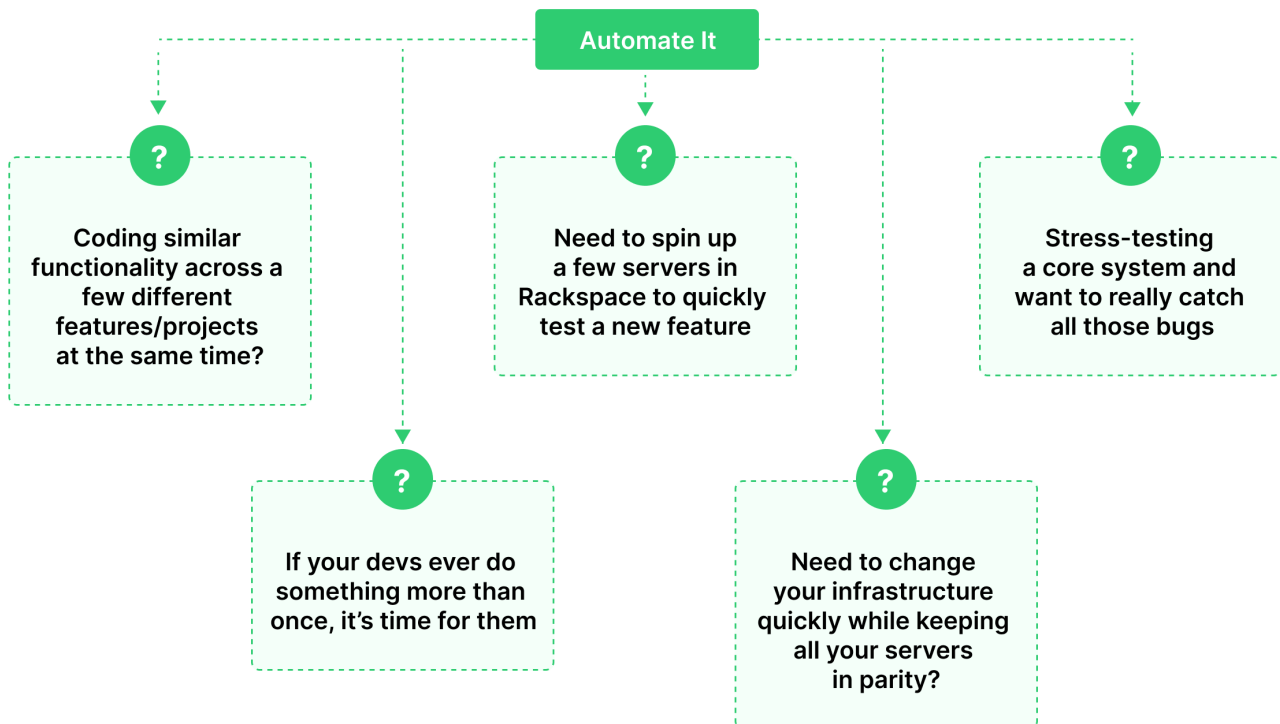 Automate It
?
Coding similar
functionality across a
few different
features/projects
at the same time?
?
Need to spin up
a few servers in
Rackspace to quickly
test a new feature
?
Stress-testing
a core system and
want to really catch
all those bugs
?
If your devs ever do
something more than
once, it’s time for them
?
Need to change
your infrastructure
quickly while keeping
all your servers
in parity?